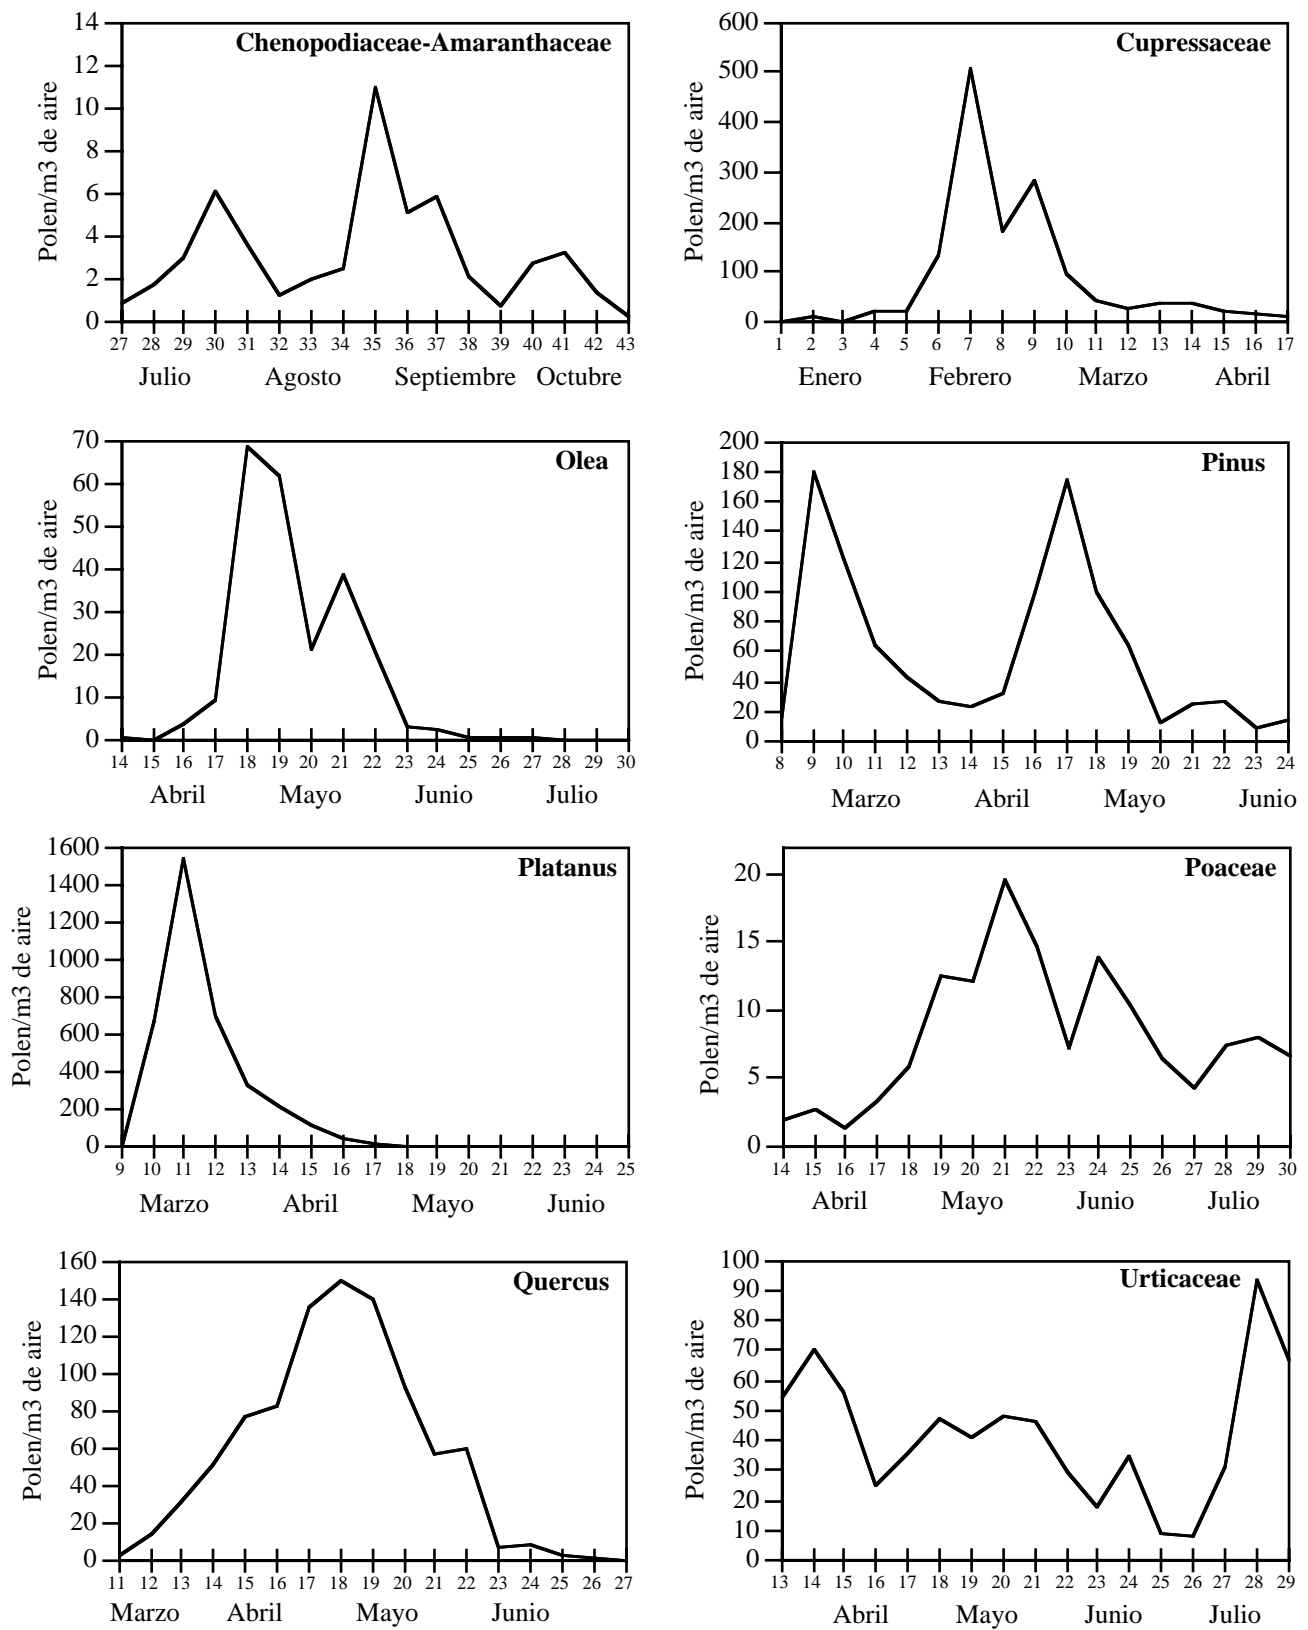 Chenopodiaceae-Amaranthaceae
Polen/m3 de aire
14
12
10
8
6
4
2
0
27 28 29 30 31 32 33 34 35 36 37 38 39 40 41 42 43
Julio Agosto Septiembre Octubre
Cupressaceae
Polen/m3 de aire
600
500
400
300
200
100
0
1 2 3 4 5 6 7 8 9 10 11 12 13 14 15 16 17
Enero Febrero Marzo Abril
Olea
Polen/m3 de aire
70
60
50
40
30
20
10
0
14 15 16 17 18 19 20 21 22 23 24 25 26 27 28 29 30
Abril Mayo Junio Julio
Pinus
Polen/m3 de aire
200
180
160
140
120
100
80
60
40
20
0
8 9 10 11 12 13 14 15 16 17 18 19 20 21 22 23 24
Marzo Abril Mayo Junio
Platanus
Polen/m3 de aire
1600
1400
1200
1000
800
600
400
200
0
9 10 11 12 13 14 15 16 17 18 19 20 21 22 23 24 25
Marzo Abril Mayo Junio
Poaceae
Polen/m3 de aire
20
15
10
5
0
14 15 16 17 18 19 20 21 22 23 24 25 26 27 28 29 30
Abril Mayo Junio Julio
Quercus
Polen/m3 de aire
160
140
120
100
80
60
40
20
0
11 12 13 14 15 16 17 18 19 20 21 22 23 24 25 26 27
Marzo Abril Mayo Junio
Urticaceae
Polen/m3 de aire
100
90
80
70
60
50
40
30
20
10
0
13 14 15 16 17 18 19 20 21 22 23 24 25 26 27 28 29
Abril Mayo Junio Julio